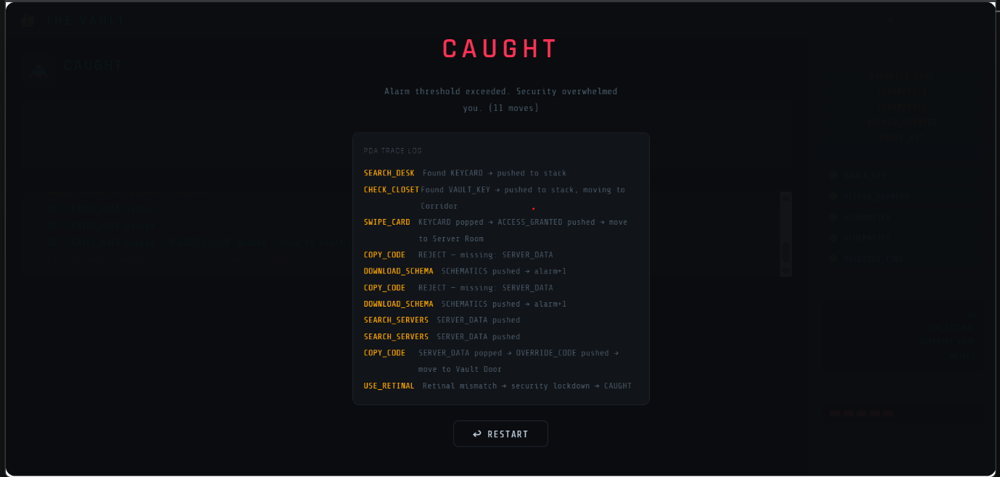 THE VAULT
CAUGHT
CAUGHT
Alarm threshold exceeded. Security overwhelmed
you. (11 moves)
PDA TRACE LOG
SEARCH_DESK Found KEYCARD → pushed to stack
CHECK_CLOSET Found VAULT_KEY → pushed to stack, moving to
Corridor
SWIPE_CARD KEYCARD popped → ACCESS_GRANTED pushed → move
to Server Room
COPY_CODE REJECT — missing: SERVER_DATA
DOWNLOAD_SCHEMA SCHEMATICS pushed → alarm+1
COPY_CODE REJECT — missing: SERVER_DATA
DOWNLOAD_SCHEMA SCHEMATICS pushed → alarm+1
SEARCH_SERVERS SERVER_DATA pushed
SEARCH_SERVERS SERVER_DATA pushed
COPY_CODE SERVER_DATA popped → OVERRIDE_CODE pushed →
move to Vault Door
USE_RETINAL Retinal mismatch → security lockdown → CAUGHT
↩ RESTART